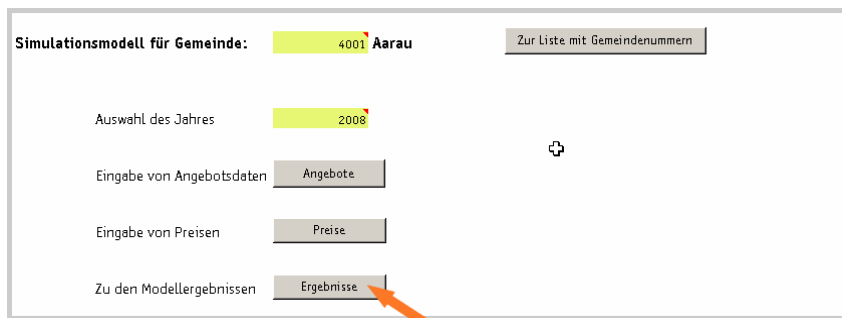 Simulationsmodell für Gemeinde: 4001 Aarau Zur Liste mit Gemeindenummern
Auswahl des Jahres 2008
Eingabe von Angebotsdaten Angebote
Eingabe von Preisen Preise
Zu den Modellergebnissen Ergebnisse